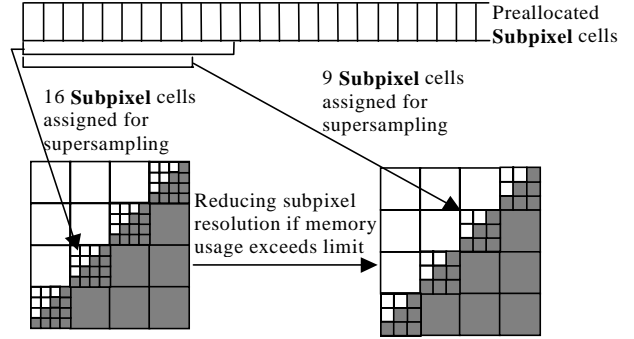 Preallocated
Subpixel cells
16 Subpixel cells
assigned for
supersampling
9 Subpixel cells
assigned for
supersampling
Reducing subpixel
resolution if memory
usage exceeds limit